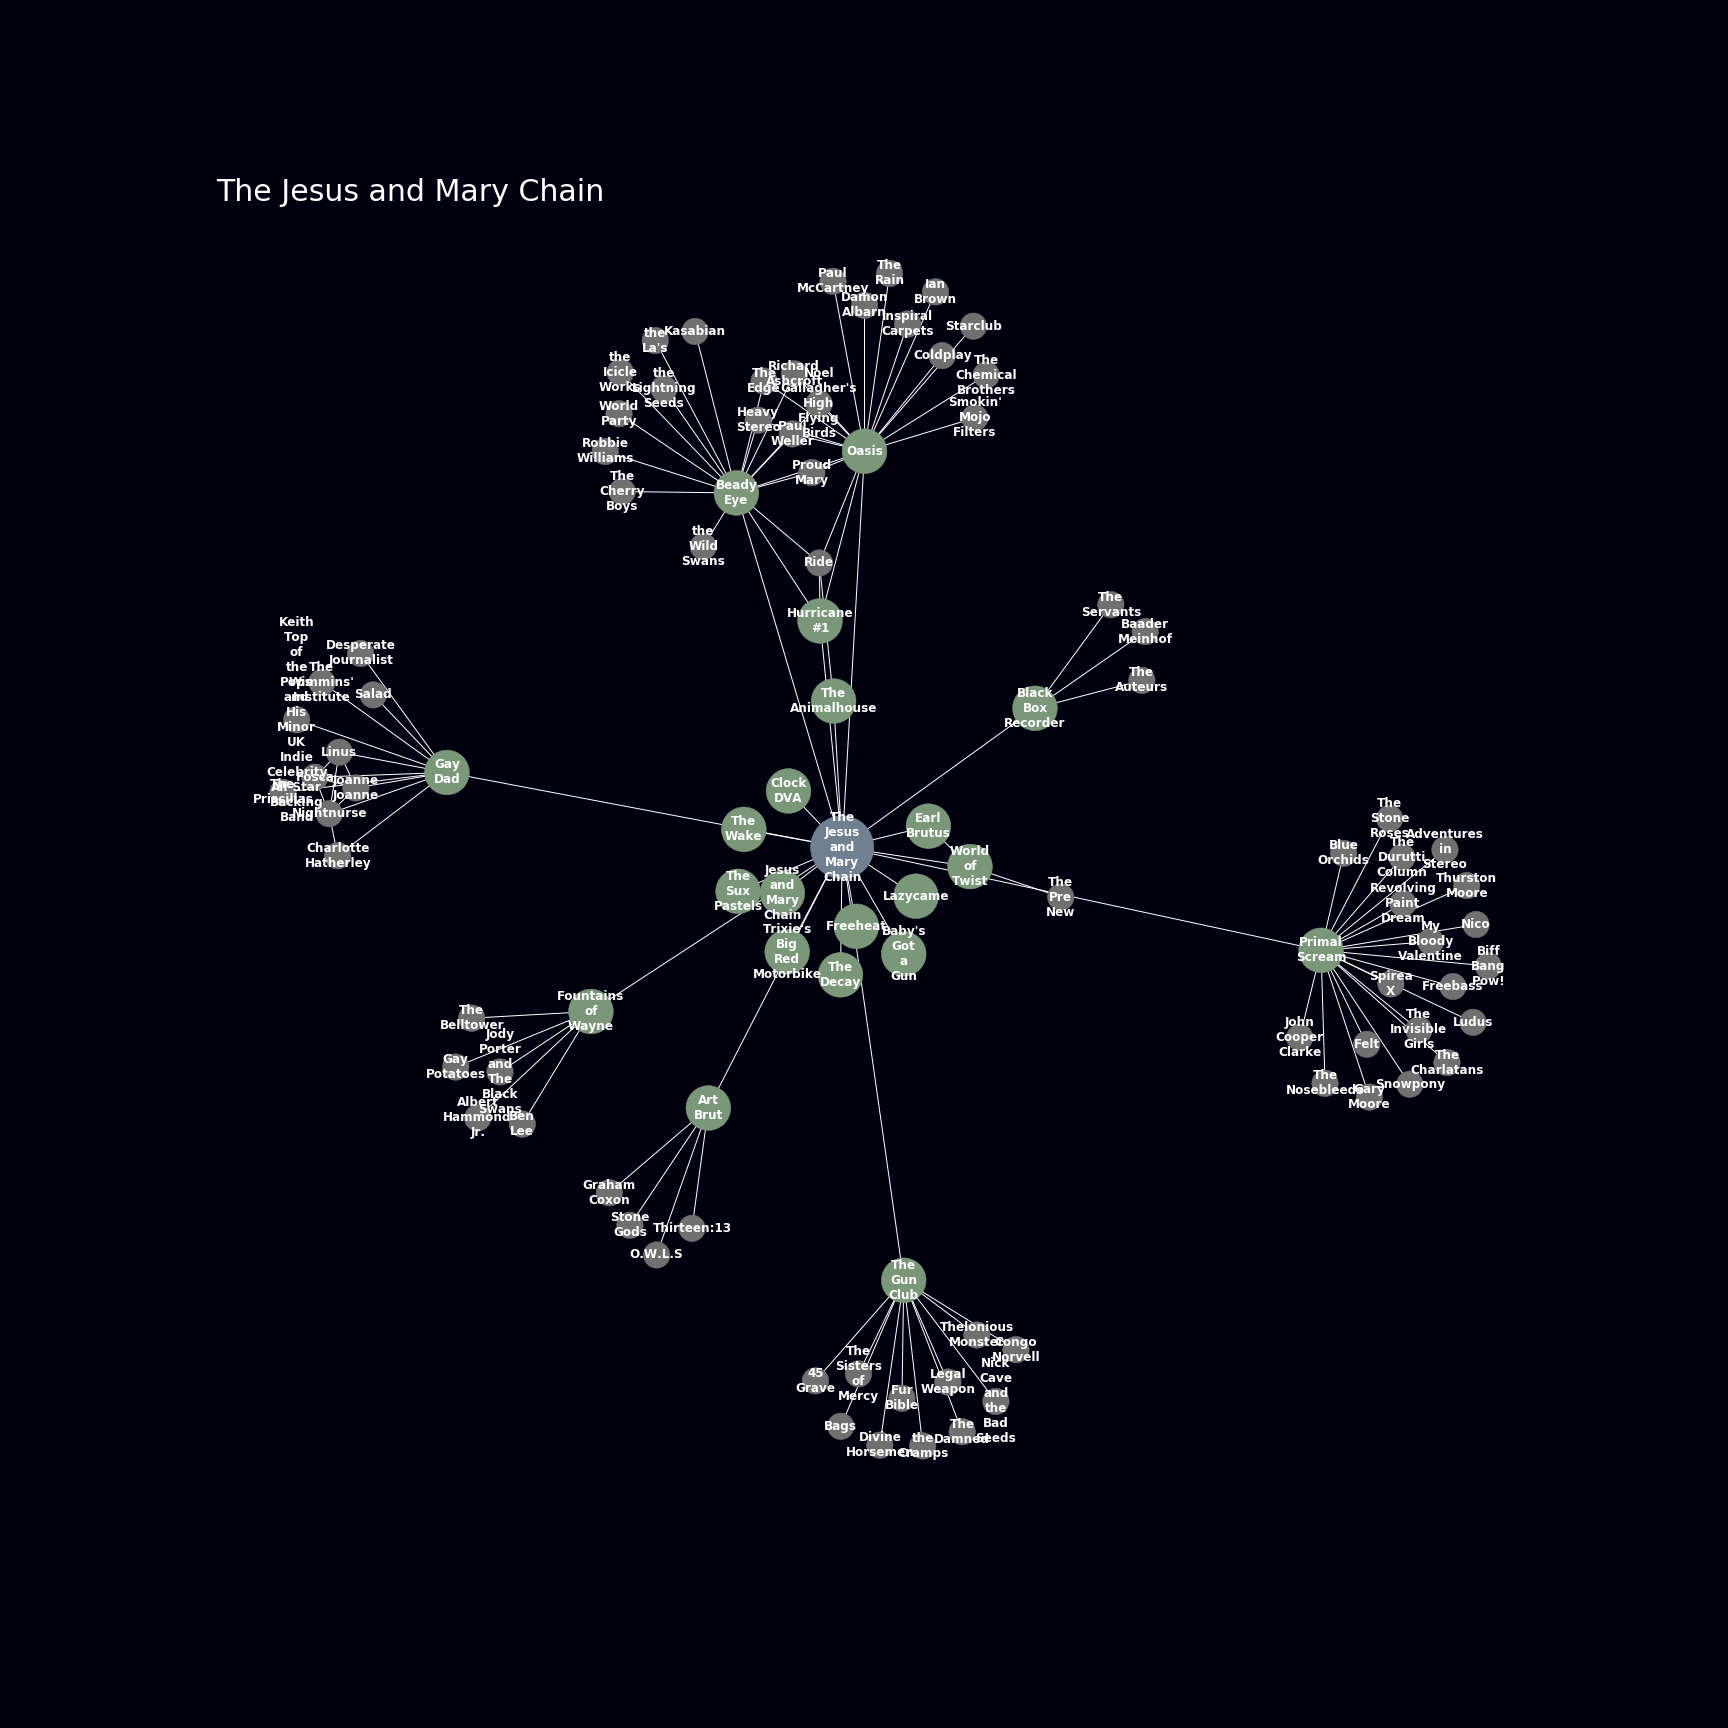 The Jesus and Mary Chain
Paul
McCartney
The
Rain
Damon
Albarn
Ian
Brown
Inspiral
Carpets
Starclub
Coldplay
The
Chemical
Brothers
Smokin'
Mojo
Filters
the
La's
Kasabian
the
Icicle
Works
the
Lightning
Seeds
World
Party
Robbie
Williams
The
Cherry
Boys
the
Wild
Swans
The
Edge
Richard
Ashcroft
Noel
Gallagher's
High
Flying
Birds
Heavy
Stereo
Paul
Weller
Proud
Mary
Oasis
Beady
Eye
Ride
Hurricane
#1
The
Animalhouse
The
Servants
Baader
Meinhof
The
Auteurs
Black
Box
Recorder
Keith
Top
of
the
Pops
and
His
Minor
UK
Indie
Celebrity
All-Star
Backing
Band
Desperate
Journalist
The
Wimmins'
Institute
Salad
Linus
Fosca
Joanne
Joanne
The
Priscillas
Nightnurse
Charlotte
Hatherley
Gay
Dad
Clock
DVA
The
Wake
The
Jesus
and
Mary
Chain
Earl
Brutus
World
of
Twist
The
Pre
New
The
Sux
Pastels
Jesus
and
Mary
Chain
Trixie's
Big
Red
Motorbike
Lazycame
Freeheat
Baby's
Got
a
Gun
The
Decay
The
Stone
Roses
Blue
Orchids
The
Durutti
Column
Adventures
in
Stereo
Thurston
Moore
Revolving
Paint
Dream
Nico
My
Bloody
Valentine
Biff
Bang
Pow!
Primal
Scream
Spirea
X
Freebass
Ludus
The
Invisible
Girls
John
Cooper
Clarke
Felt
The
Charlatans
The
Nosebleeds
Gary
Moore
Snowpony
Fountains
of
Wayne
The
Belltower
Jody
Porter
and
The
Black
Swans
Gay
Potatoes
Albert
Hammond
Jr.
Ben
Lee
Art
Brut
Graham
Coxon
Stone
Gods
Thirteen:13
O.W.L.S
The
Gun
Club
Thelonious
Monster
Congo
Norvell
The
Sisters
of
Mercy
45
Grave
Legal
Weapon
Nick
Cave
and
the
Bad
Seeds
Fur
Bible
Bags
Divine
Horsemen
the
Cramps
The
Damned